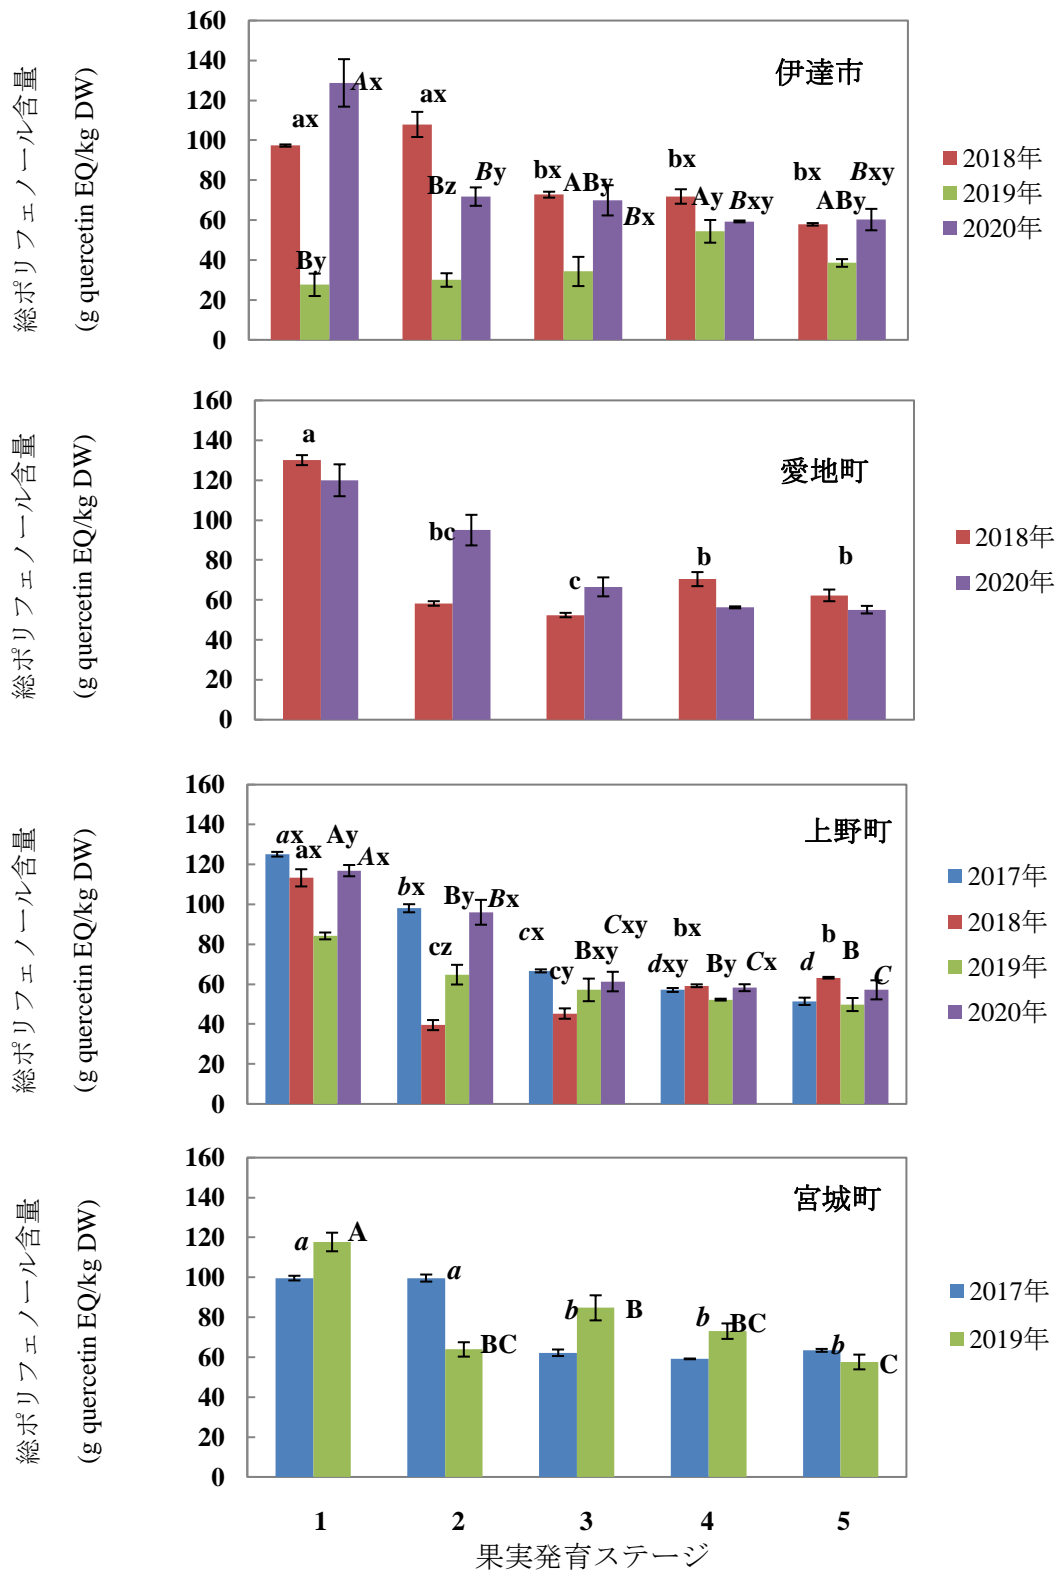 総ポリフェノール含量
(g quercetin EQ/kg DW)
160
140
120
100
80
60
40
20
0
伊達市
ax
By
Ax
ax
Bz
By
bx
ABy
Bx
bx
Ay
Bxy
bx
ABy
Bxy
2018年
2019年
2020年
総ポリフェノール含量
(g quercetin EQ/kg DW)
160
140
120
100
80
60
40
20
0
愛地町
a
bc
c
b
b
2018年
2020年
総ポリフェノール含量
(g quercetin EQ/kg DW)
160
140
120
100
80
60
40
20
0
上野町
ax
ax
Ay
Ax
bx
cz
By
Bx
cx
cy
Bxy
Cxy
dxy
bx
By
Cx
d
b
B
C
2017年
2018年
2019年
2020年
総ポリフェノール含量
(g quercetin EQ/kg DW)
160
140
120
100
80
60
40
20
0
宮城町
a
A
a
BC
b
B
b
BC
b
C
2017年
2019年
1 2 3 4 5
果実発育ステージ